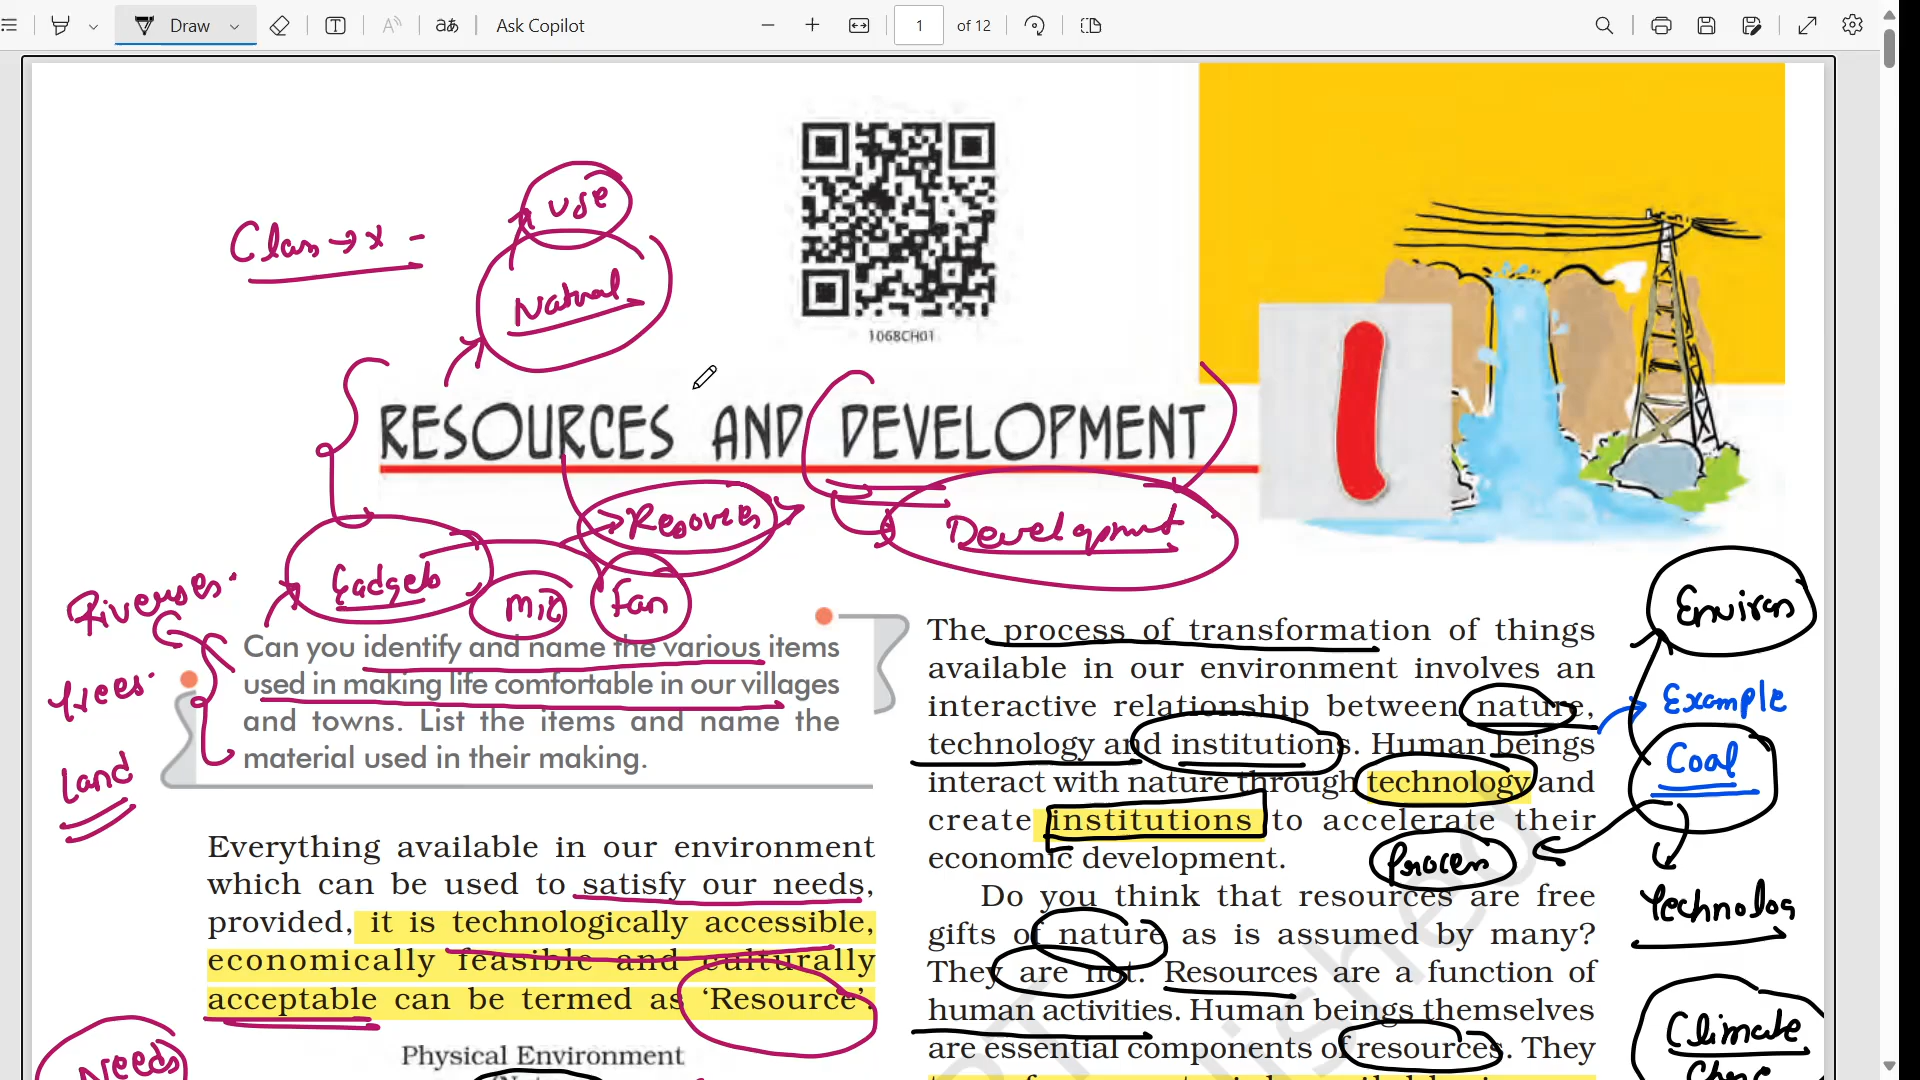 Draw
Ask Copilot
1 of 12
Use
Class → X -
Natural
1068CH01
RESOURCES AND DEVELOPMENT
1
Resources
Development
Gadgets
Mix
Fan
Trees.
Land
Can you identify and name the various items
used in making life comfortable in our villages
and towns. List the items and name the
material used in their making.
Everything available in our environment
which can be used to satisfy our needs,
provided, it is technologically accessible,
economically feasible and culturally
acceptable can be termed as ‘Resource’.
Physical Environment
Needs
The process of transformation of things
available in our environment involves an
interactive relationship between nature,
technology and institutions. Human beings
interact with nature through technology and
create institutions to accelerate their
economic development.
Do you think that resources are free
gifts of nature as is assumed by many?
They are not. Resources are a function of
human activities. Human beings themselves
are essential components of resources. They
Environ
Example
Coal
Process
Technolog
Climate